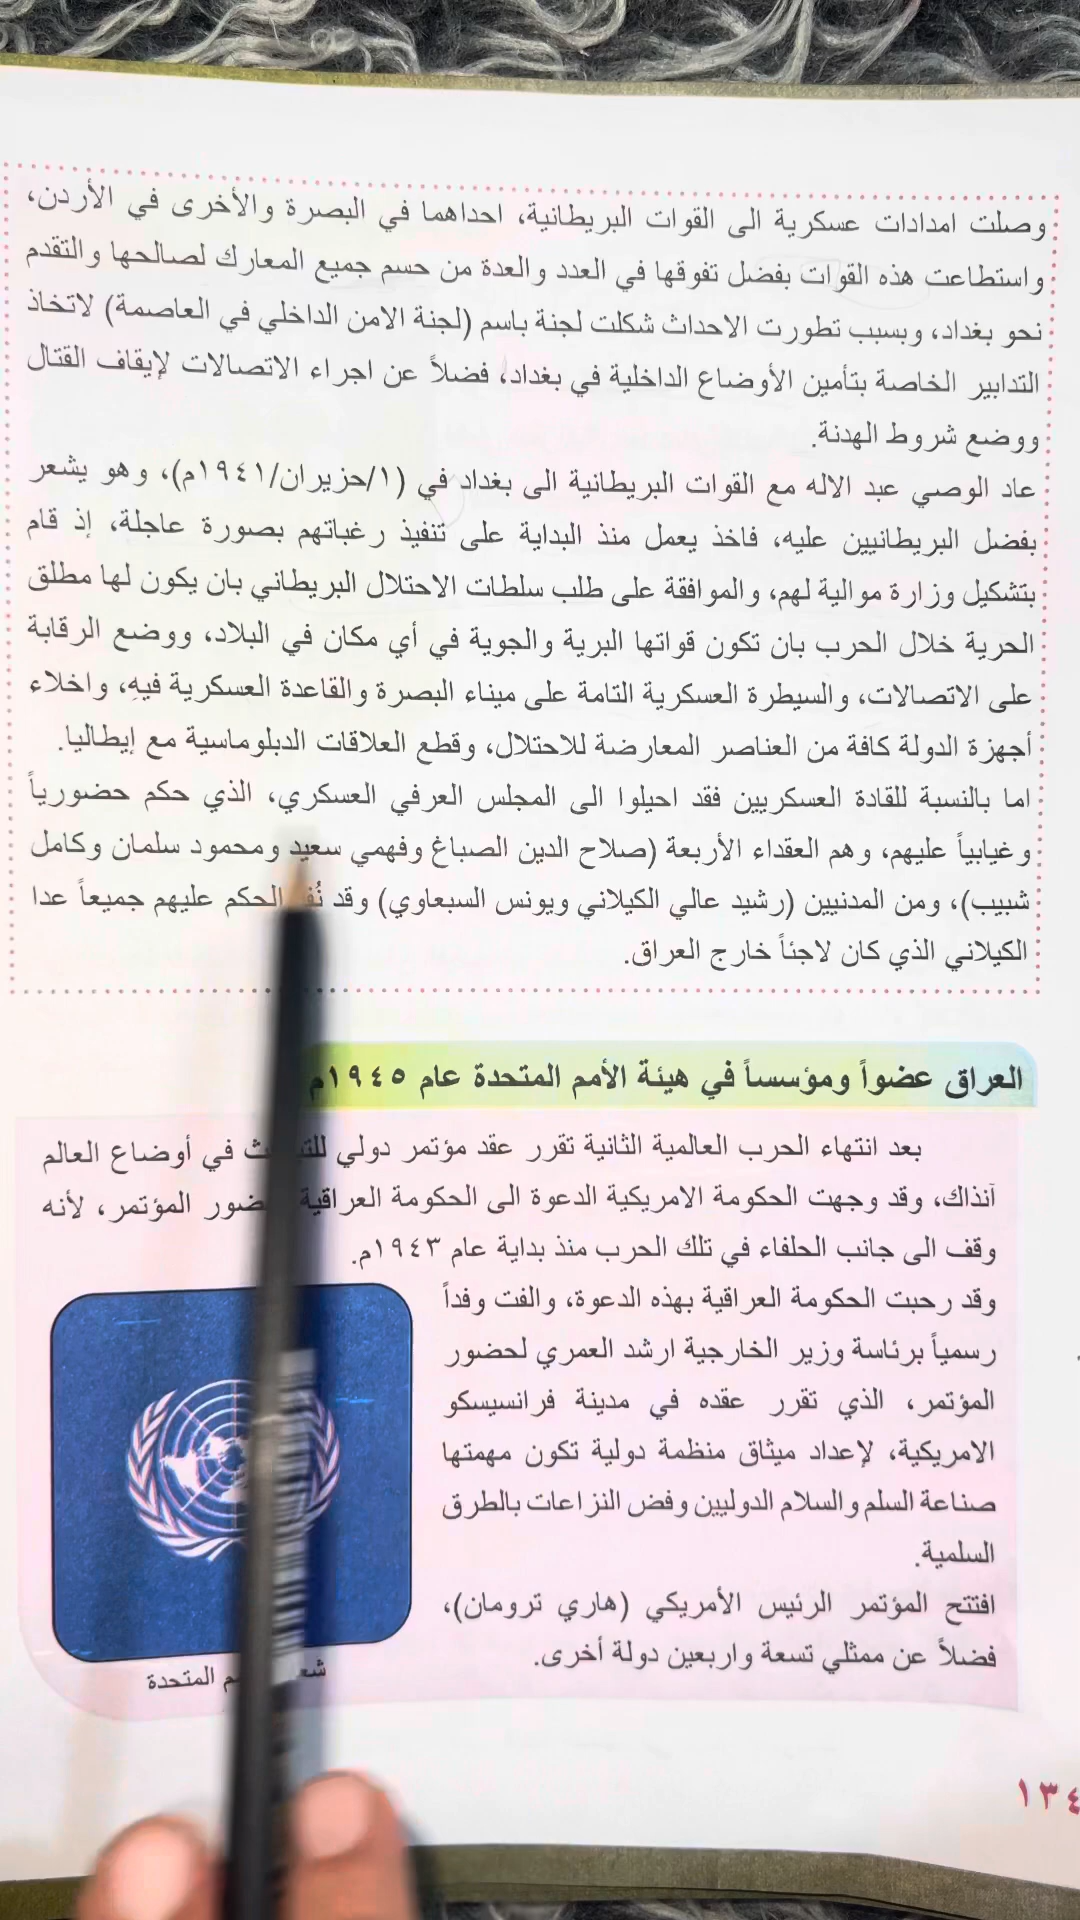 وصلت امدادات عسكرية الى القوات البريطانية، احداهما في البصرة والأخرى في الأردن،
واستطاعت هذه القوات بفضل تفوقها في العدد والعدة من حسم جميع المعارك لصالحها والتقدم
نحو بغداد، وبسبب تطورت الاحداث شكلت لجنة باسم (لجنة الامن الداخلي في العاصمة) لاتخاذ
التدابير الخاصة بتأمين الأوضاع الداخلية في بغداد، فضلاً عن اجراء الاتصالات لإيقاف القتال
ووضع شروط الهدنة.
عاد الوصي عبد الاله مع القوات البريطانية الى بغداد في (١/حزيران/١٩٤١م)، وهو يشعر
بفضل البريطانيين عليه، فاخذ يعمل منذ البداية على تنفيذ رغباتهم بصورة عاجلة، إذ قام
بتشكيل وزارة موالية لهم، والموافقة على طلب سلطات الاحتلال البريطاني بان يكون لها مطلق
الحرية خلال الحرب بان تكون قواتها البرية والجوية في أي مكان في البلاد، ووضع الرقابة
على الاتصالات، والسيطرة العسكرية التامة على ميناء البصرة والقاعدة العسكرية فيهِ، واخلاء
أجهزة الدولة كافة من العناصر المعارضة للاحتلال، وقطع العلاقات الدبلوماسية مع إيطاليا.
اما بالنسبة للقادة العسكريين فقد احيلوا الى المجلس العرفي العسكري، الذي حكم حضورياً
وغيابياً عليهم، وهم العقداء الأربعة (صلاح الدين الصباغ وفهمي سعيد ومحمود سلمان وكامل
شبيب)، ومن المدنيين (رشيد عالي الكيلاني ويونس السبعاوي) وقد الحكم عليهم جميعاً عدا
الكيلاني الذي كان لاجئاً خارج العراق.
العراق عضواً ومؤسساً في هيئة الأمم المتحدة عام ١٩٤٥م
بعد انتهاء الحرب العالمية الثانية تقرر عقد مؤتمر دولي في أوضاع العالم
آنذاك، وقد وجهت الحكومة الامريكية الدعوة الى الحكومة العراقية المؤتمر، لأنه
وقف الى جانب الحلفاء في تلك الحرب منذ بداية عام ١٩٤٣م.
وقد رحبت الحكومة العراقية بهذه الدعوة، والفت وفداً
رسمياً برئاسة وزير الخارجية ارشد العمري لحضور
المؤتمر، الذي تقرر عقده في مدينة فرانسيسكو
الامريكية، لإعداد ميثاق منظمة دولية تكون مهمتها
صناعة السلم والسلام الدوليين وفض النزاعات بالطرق
السلمية.
افتتح المؤتمر الرئيس الأمريكي (هاري ترومان)،
فضلاً عن ممثلي تسعة واربعين دولة أخرى.
المتحدة
١٣٤